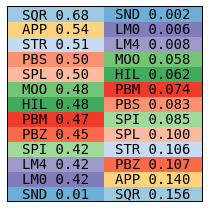 SQR 0.68 SND 0.002
APP 0.54 LM0 0.006
STR 0.51 LM4 0.008
PBS 0.50 MOO 0.058
SPL 0.50 HIL 0.062
MOO 0.48 PBM 0.074
HIL 0.48 PBS 0.083
PBM 0.47 SPI 0.085
PBZ 0.45 SPL 0.100
SPI 0.42 STR 0.106
LM4 0.42 PBZ 0.107
LM0 0.42 APP 0.140
SND 0.01 SQR 0.156